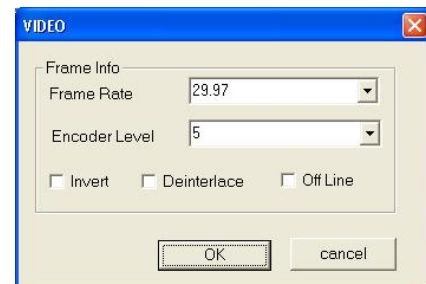 VIDEO
Frame Info
Frame Rate 29.97
Encoder Level 5
Invert Deinterlace Off Line
OK cancel